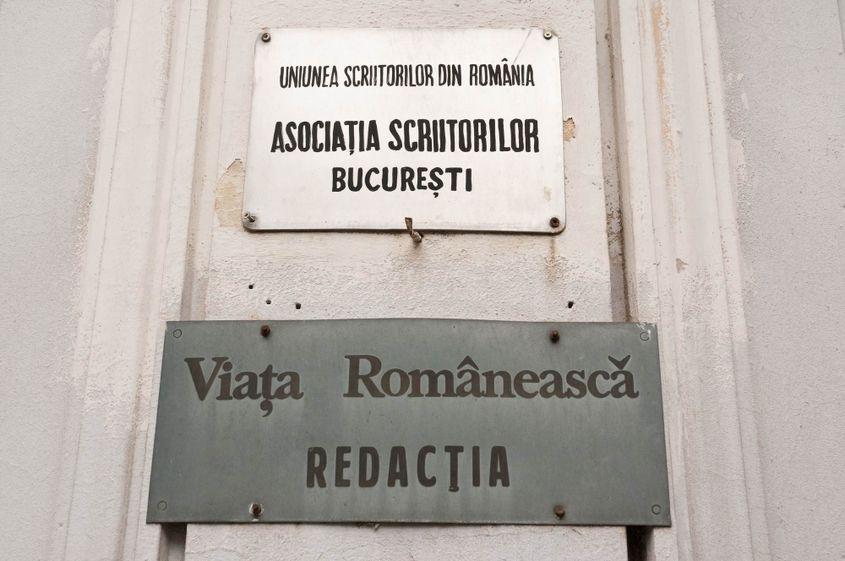 UNIUNEA SCRIITORILOR DIN ROMÂNIA
ASOCIAȚIA SCRIITORILOR
BUCUREȘTI
Viața Românească
REDACȚIA